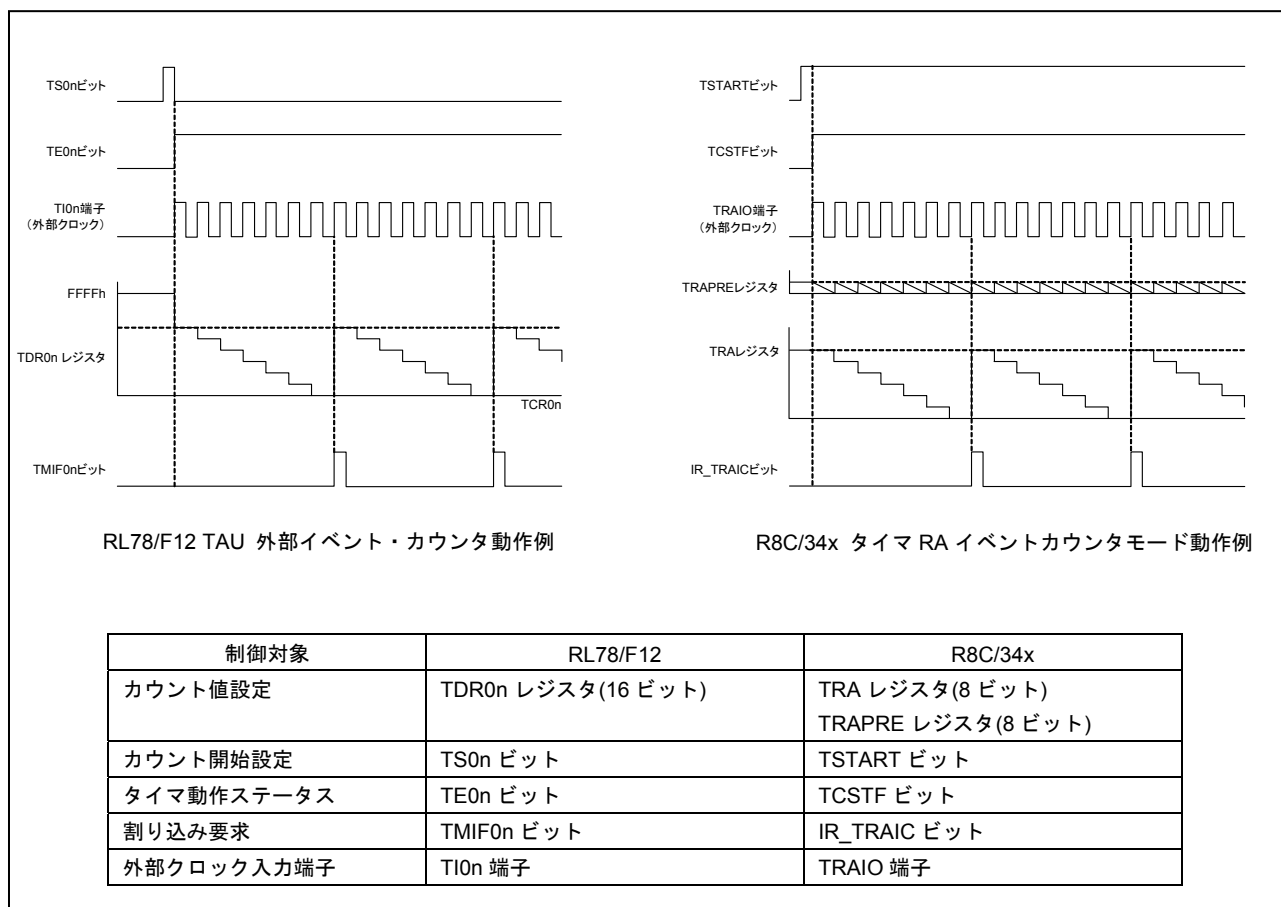 TS0nビット
TE0nビット
TI0n端子
(外部クロック)
FFFFh
TDR0n レジスタ
TCR0n
TMIF0nビット
RL78/F12 TAU 外部イベント・カウンタ動作例
TSTARTビット
TCSTFビット
TRAIO端子
(外部クロック)
TRAPREレジスタ
TRAレジスタ
IR_TRAICビット
R8C/34x タイマ RA イベントカウンタモード動作例
制御対象 RL78/F12 R8C/34x
カウント値設定 TDR0n レジスタ(16 ビット) TRA レジスタ(8 ビット)
TRAPRE レジスタ(8 ビット)
カウント開始設定 TS0n ビット TSTART ビット
タイマ動作ステータス TE0n ビット TCSTF ビット
割り込み要求 TMIF0n ビット IR_TRAIC ビット
外部クロック入力端子 TI0n 端子 TRAIO 端子